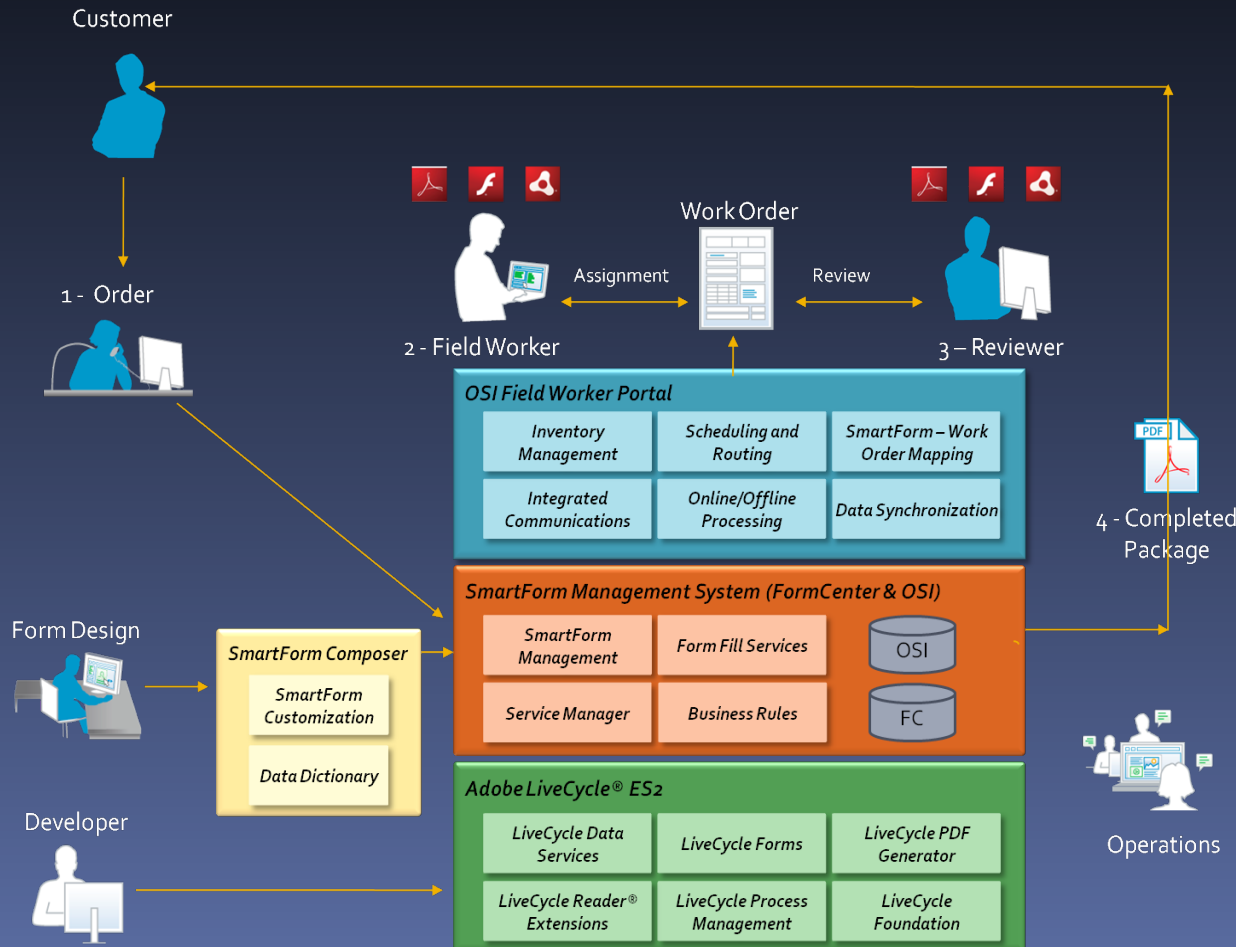 Customer
1 - Order
Work Order
Assignment
Review
2 - Field Worker
3 – Reviewer
OSI Field Worker Portal
Inventory
Management
Scheduling and
Routing
SmartForm – Work
Order Mapping
Integrated
Communications
Online/Offline
Processing
Data Synchronization
PDF
4 - Completed
Package
SmartForm Management System (FormCenter & OSI)
SmartForm
Management
Form Fill Services
OSI
Service Manager
Business Rules
FC
Form Design
SmartForm Composer
SmartForm
Customization
Data Dictionary
Developer
Adobe LiveCycle® ES2
LiveCycle Data
Services
LiveCycle Forms
LiveCycle PDF
Generator
LiveCycle Reader®
Extensions
LiveCycle Process
Management
LiveCycle
Foundation
Operations